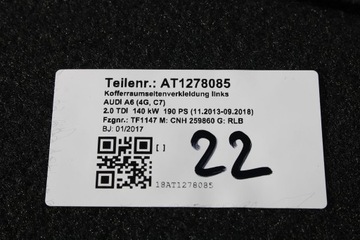 Teilenr.: AT1278085
Kofferraumseitenverkleidung links
AUDI A6 (4G, C7)
2.0 TDI 140 kW 190 PS (11.2013-09.2018)
Fzgnr.: TF1147 M: CNH 259860 G: RLB
BJ: 01/2017
[ ]
22
18AT1278085